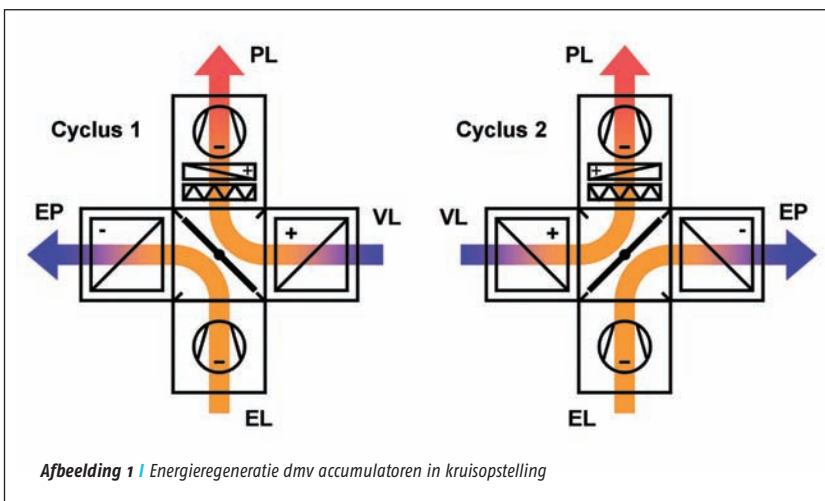 PL
PL
Cyclus 1
Cyclus 2
EP
VL
VL
EP
EL
EL
Afbeelding 1 I Energieregeneratie dmv accumulatoren in kruisopstelling